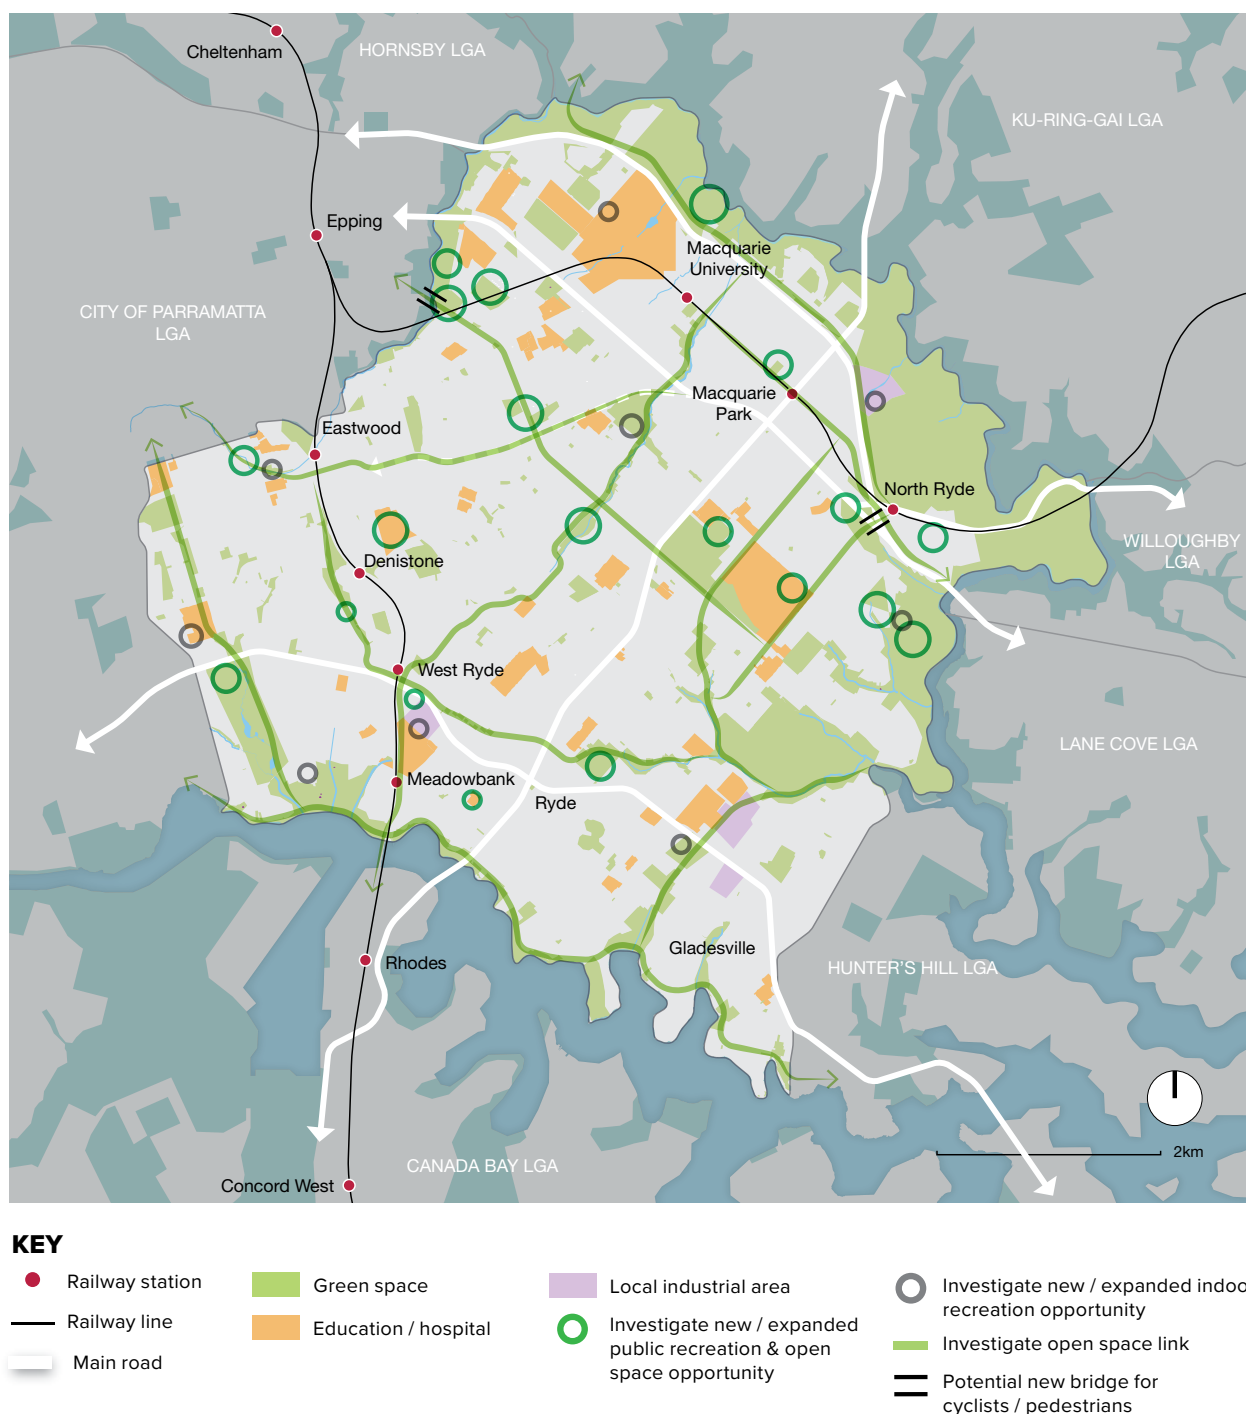 Cheltenham
HORNSBY LGA
KU-RING-GAI LGA
Epping
Macquarie
University
CITY OF PARRAMATTA
LGA
Macquarie
Park
Eastwood
North Ryde
WILLOUGHBY
LGA
Denistone
West Ryde
LANE COVE LGA
Meadowbank
Ryde
Gladesville
Rhodes
HUNTER'S HILL LGA
2km
CANADA BAY LGA
Concord West
KEY
Railway station
Railway line
Main road
Green space
Education / hospital
Local industrial area
Investigate new / expanded
public recreation & open
space opportunity
Investigate new / expanded indoo
recreation opportunity
Investigate open space link
Potential new bridge for
cyclists / pedestrians